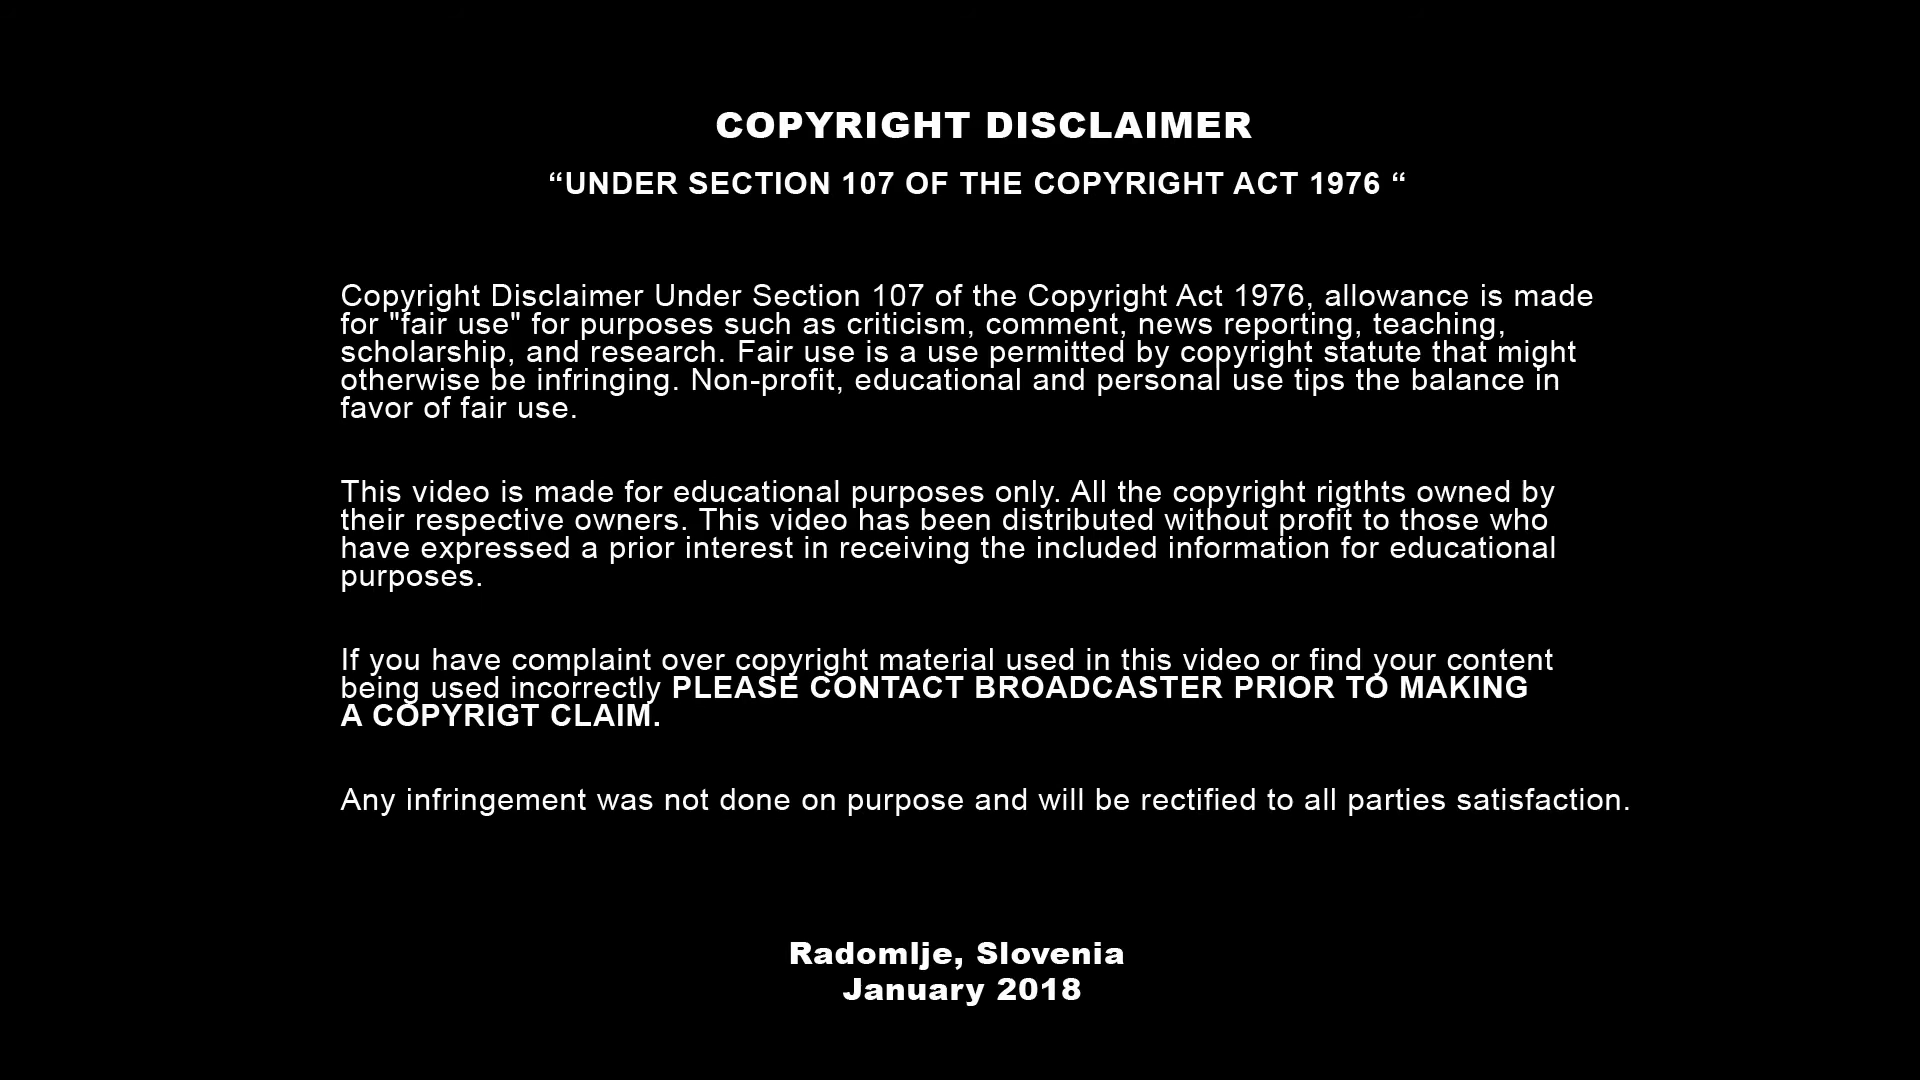 COPYRIGHT DISCLAIMER
“UNDER SECTION 107 OF THE COPYRIGHT ACT 1976 “
Copyright Disclaimer Under Section 107 of the Copyright Act 1976, allowance is made
for "fair use" for purposes such as criticism, comment, news reporting, teaching,
scholarship, and research. Fair use is a use permitted by copyright statute that might
otherwise be infringing. Non-profit, educational and personal use tips the balance in
favor of fair use.
This video is made for educational purposes only. All the copyright rigthts owned by
their respective owners. This video has been distributed without profit to those who
have expressed a prior interest in receiving the included information for educational
purposes.
If you have complaint over copyright material used in this video or find your content
being used incorrectly PLEASE CONTACT BROADCASTER PRIOR TO MAKING
A COPYRIGT CLAIM.
Any infringement was not done on purpose and will be rectified to all parties satisfaction.
Radomlje, Slovenia
January 2018